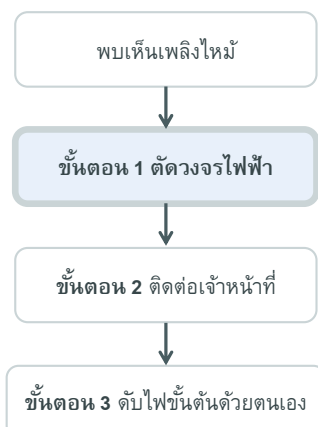 พบเห็นเพลิงไหม้
ขั้นตอน 1 ตัดวงจรไฟฟ้า
ขั้นตอน 2 ติดต่อเจ้าหน้าที่
ขั้นตอน 3 ดับไฟขั้นต้นด้วยตนเอง